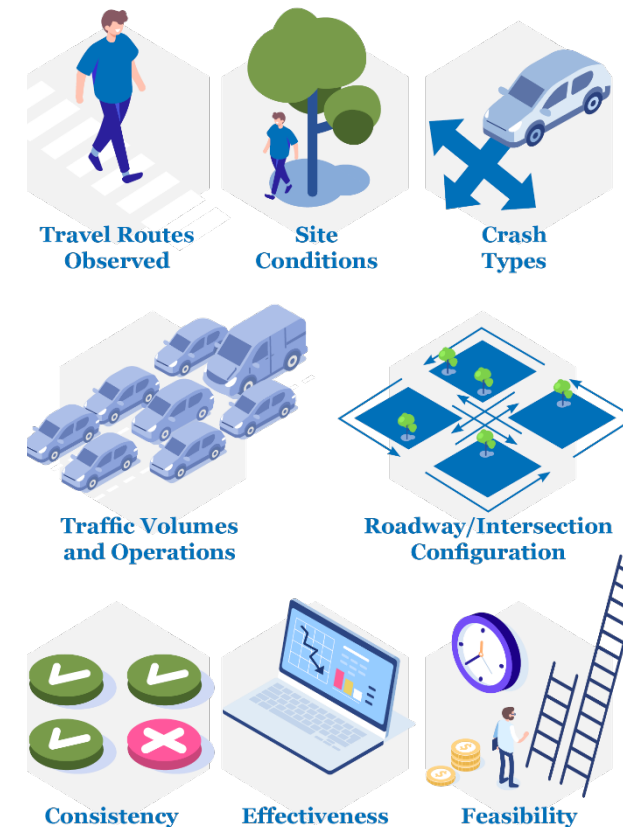 Travel Routes
Observed
Site
Conditions
Crash
Types
Traffic Volumes
and Operations
Roadway/Intersection
Configuration
Consistency
Effectiveness
Feasibility